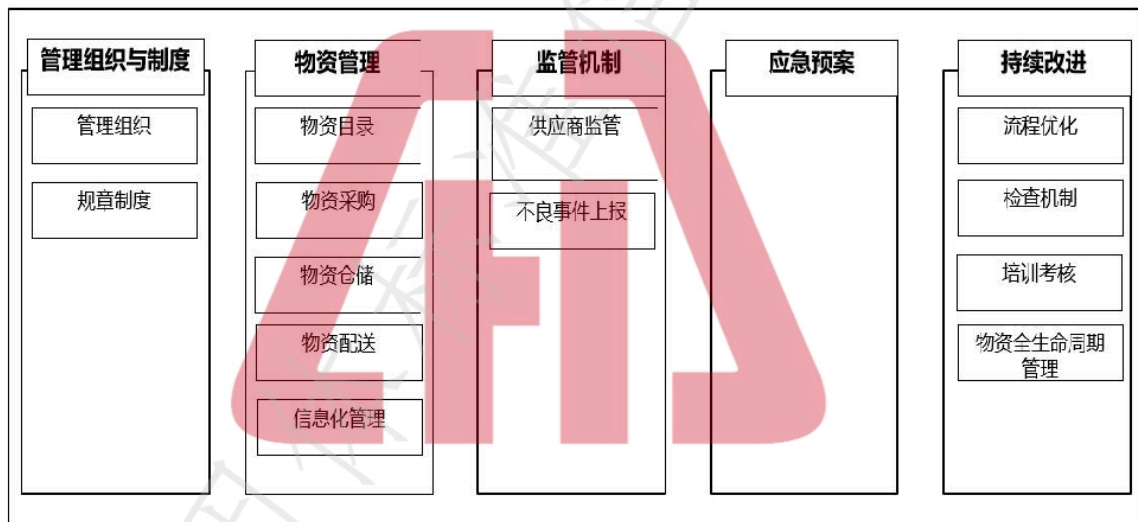 管理组织与制度
管理组织
规章制度
物资管理
物资目录
物资采购
物资仓储
物资配送
信息化管理
监管机制
供应商监管
不良事件上报
应急预案
持续改进
流程优化
检查机制
培训考核
物资全生命周期
管理